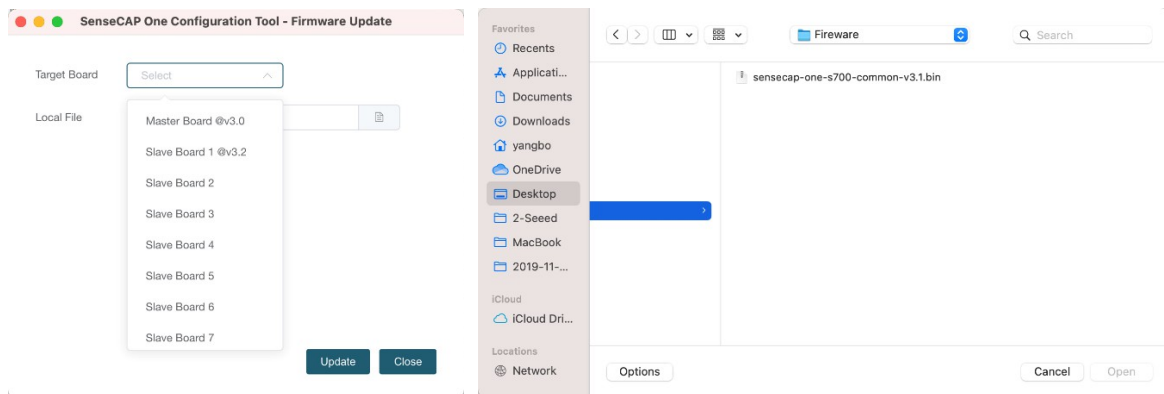 SenseCAP One Configuration Tool - Firmware Update
Target Board
Select
Local File
Master Board @v3.0
Slave Board 1 @v3.2
Slave Board 2
Slave Board 3
Slave Board 4
Slave Board 5
Slave Board 6
Slave Board 7
Update
Close
Favorites
Recents
Applicati...
Documents
Downloads
yangbo
OneDrive
Desktop
2-Seeed
MacBook
2019-11-...
iCloud
iCloud Dri...
Locations
Network
Fireware
Search
sensecap-one-s700-common-v3.1.bin
Options
Cancel
Open